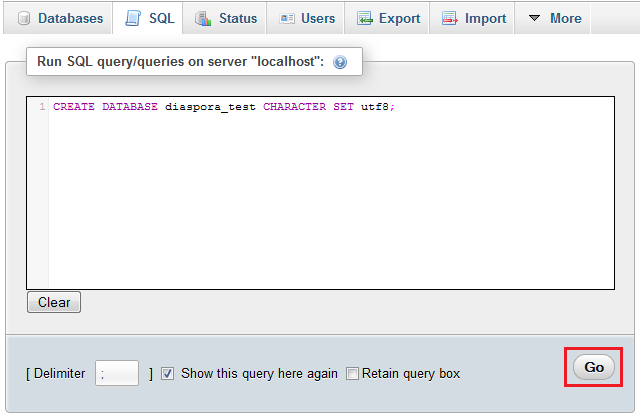 Databases SQL Status Users Export Import More
Run SQL query/queries on server "localhost":
1 CREATE DATABASE diaspora_test CHARACTER SET utf8;
Clear
[ Delimiter ; ] Show this query here again Retain query box Go